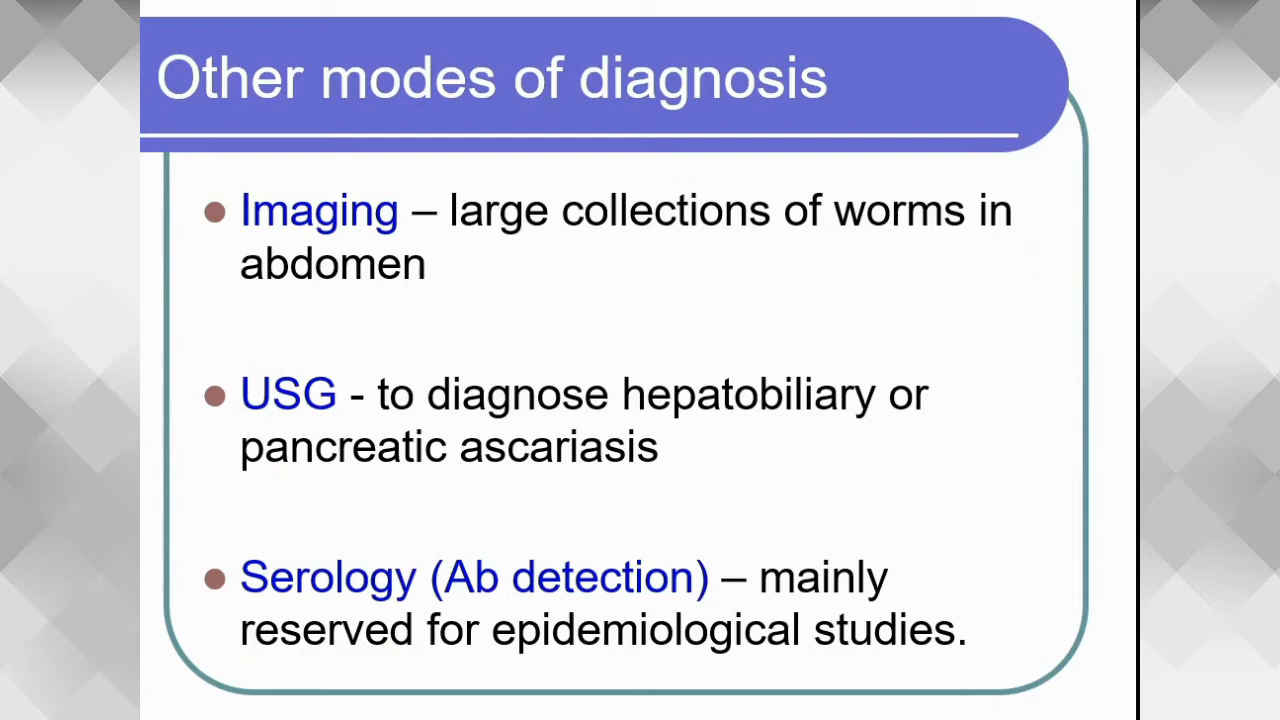 Other modes of diagnosis
Imaging – large collections of worms in
abdomen
USG - to diagnose hepatobiliary or
pancreatic ascariasis
Serology (Ab detection) – mainly
reserved for epidemiological studies.